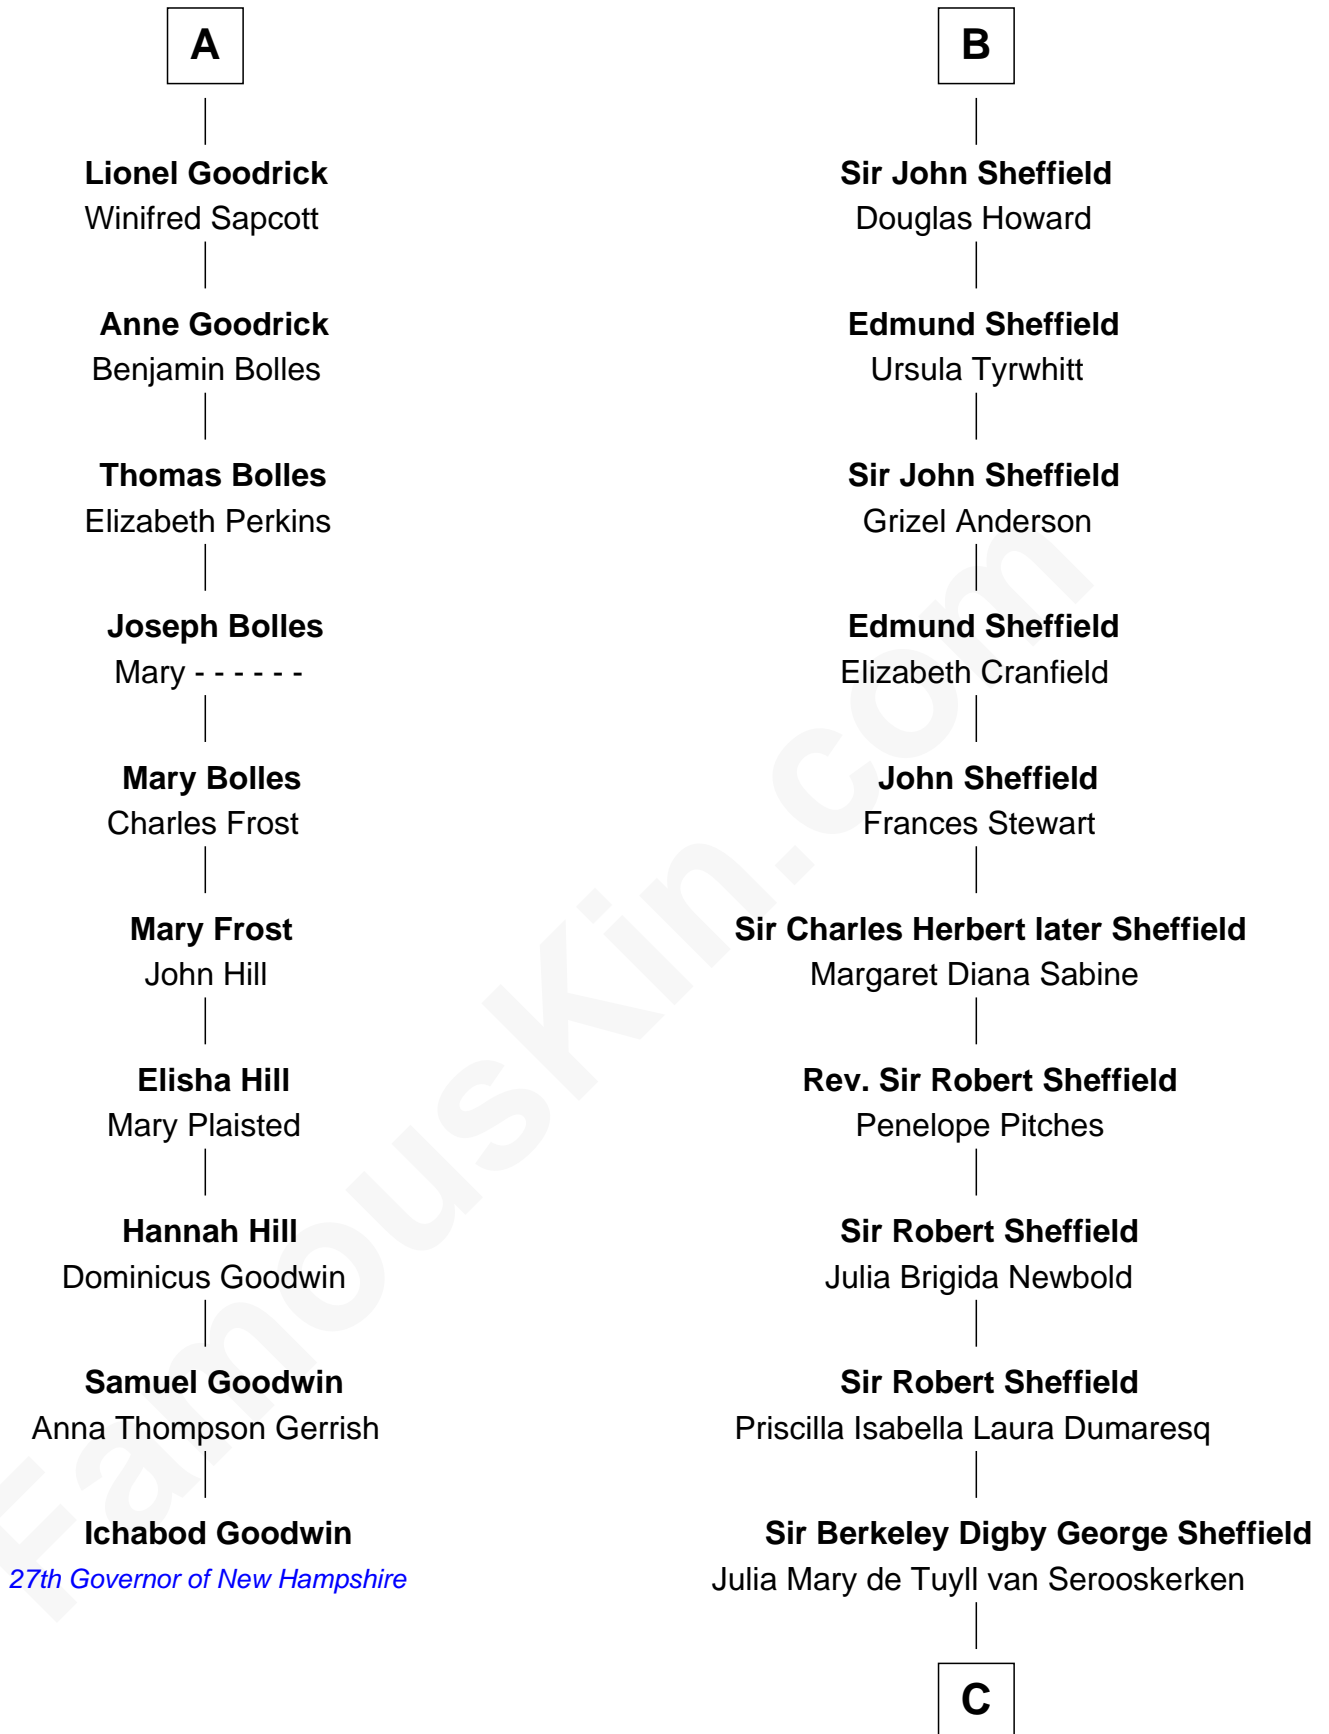 A
Lionel Goodrick
Winifred Sapcott
Anne Goodrick
Benjamin Bolles
Thomas Bolles
Elizabeth Perkins
Joseph Bolles
Mary - - - - - -
Mary Bolles
Charles Frost
Mary Frost
John Hill
Elisha Hill
Mary Plaisted
Hannah Hill
Dominicus Goodwin
Samuel Goodwin
Anna Thompson Gerrish
Ichabod Goodwin
27th Governor of New Hampshire
B
Sir John Sheffield
Douglas Howard
Edmund Sheffield
Ursula Tyrwhitt
Sir John Sheffield
Grizel Anderson
Edmund Sheffield
Elizabeth Cranfield
John Sheffield
Frances Stewart
Sir Charles Herbert later Sheffield
Margaret Diana Sabine
Rev. Sir Robert Sheffield
Penelope Pitches
Sir Robert Sheffield
Julia Brigida Newbold
Sir Robert Sheffield
Priscilla Isabella Laura Dumaresq
Sir Berkeley Digby George Sheffield
Julia Mary de Tuyll van Serooskerken
C
FamousKin.com